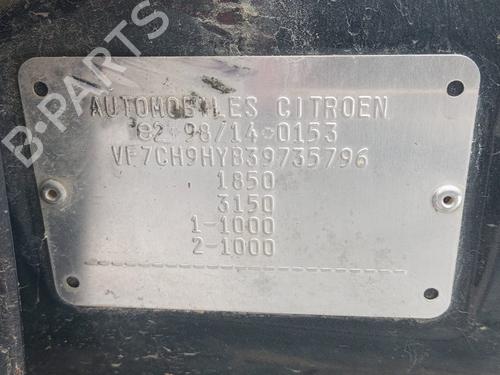 B-PARTS
AUTOMOBILES CITROEN
e2*98/14*0153
VF7CH9HYB39735796
1850
3150
1-1000
2-1000